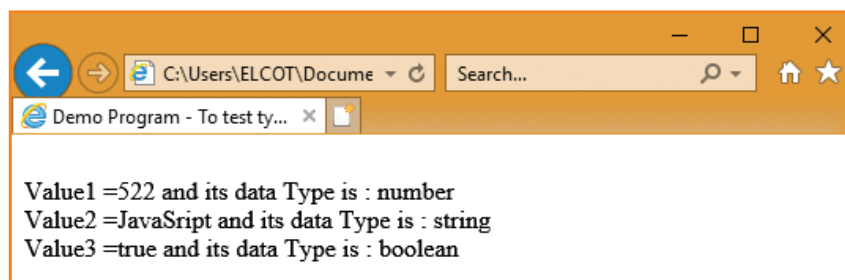 C:\Users\ELCOT\Docume
Search...
Demo Program - To test ty...
Value1 =522 and its data Type is : number
Value2 =JavaSript and its data Type is : string
Value3 =true and its data Type is : boolean